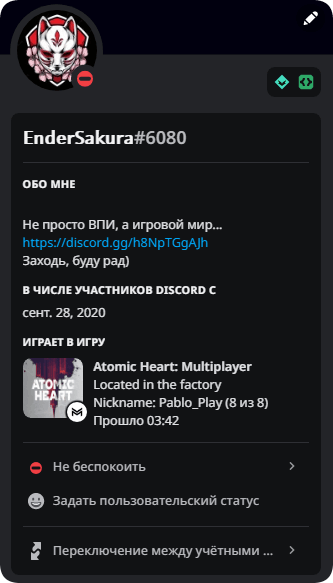 EnderSakura#6080
ОБО МНЕ
Не просто ВПИ, а игровой мир...
https://discord.gg/h8NpTGgAJh
Заходь, буду рад)
В ЧИСЛЕ УЧАСТНИКОВ DISCORD С
сент. 28, 2020
ИГРАЕТ В ИГРУ
ATOMIC HEART
Atomic Heart: Multiplayer
Located in the factory
Nickname: Pablo_Play (8 из 8)
Прошло 03:42
Не беспокоить
Задать пользовательский статус
Переключение между учётными ...